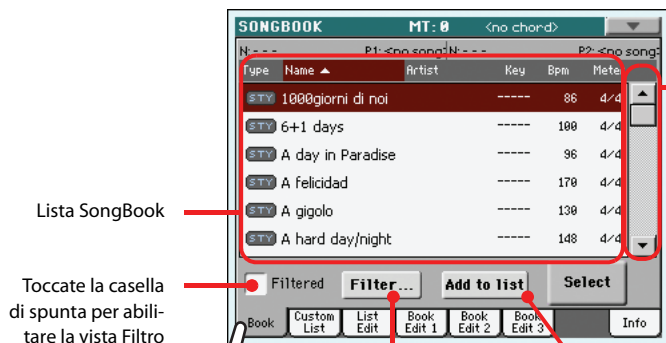 SONGBOOK MT: 0 <no chord>
N:--- P1: <no song N:--- P2: <no song
Type Name Artist Key Bpm Mete
STY 1000giorni di noi ----- 86 4/4
STY 6+1 days ----- 100 4/4
STY A day in Paradise ----- 96 4/4
STY A felicidad ----- 170 4/4
STY A gigolo ----- 130 4/4
STY A hard day/night ----- 148 4/4
Lista SongBook
Filtered Filter... Add to list Select
Toccate la casella
di spunta per abili-
tare la vista Filtro
Book Custom List List Edit Book Edit 1 Book Edit 2 Book Edit 3 Info